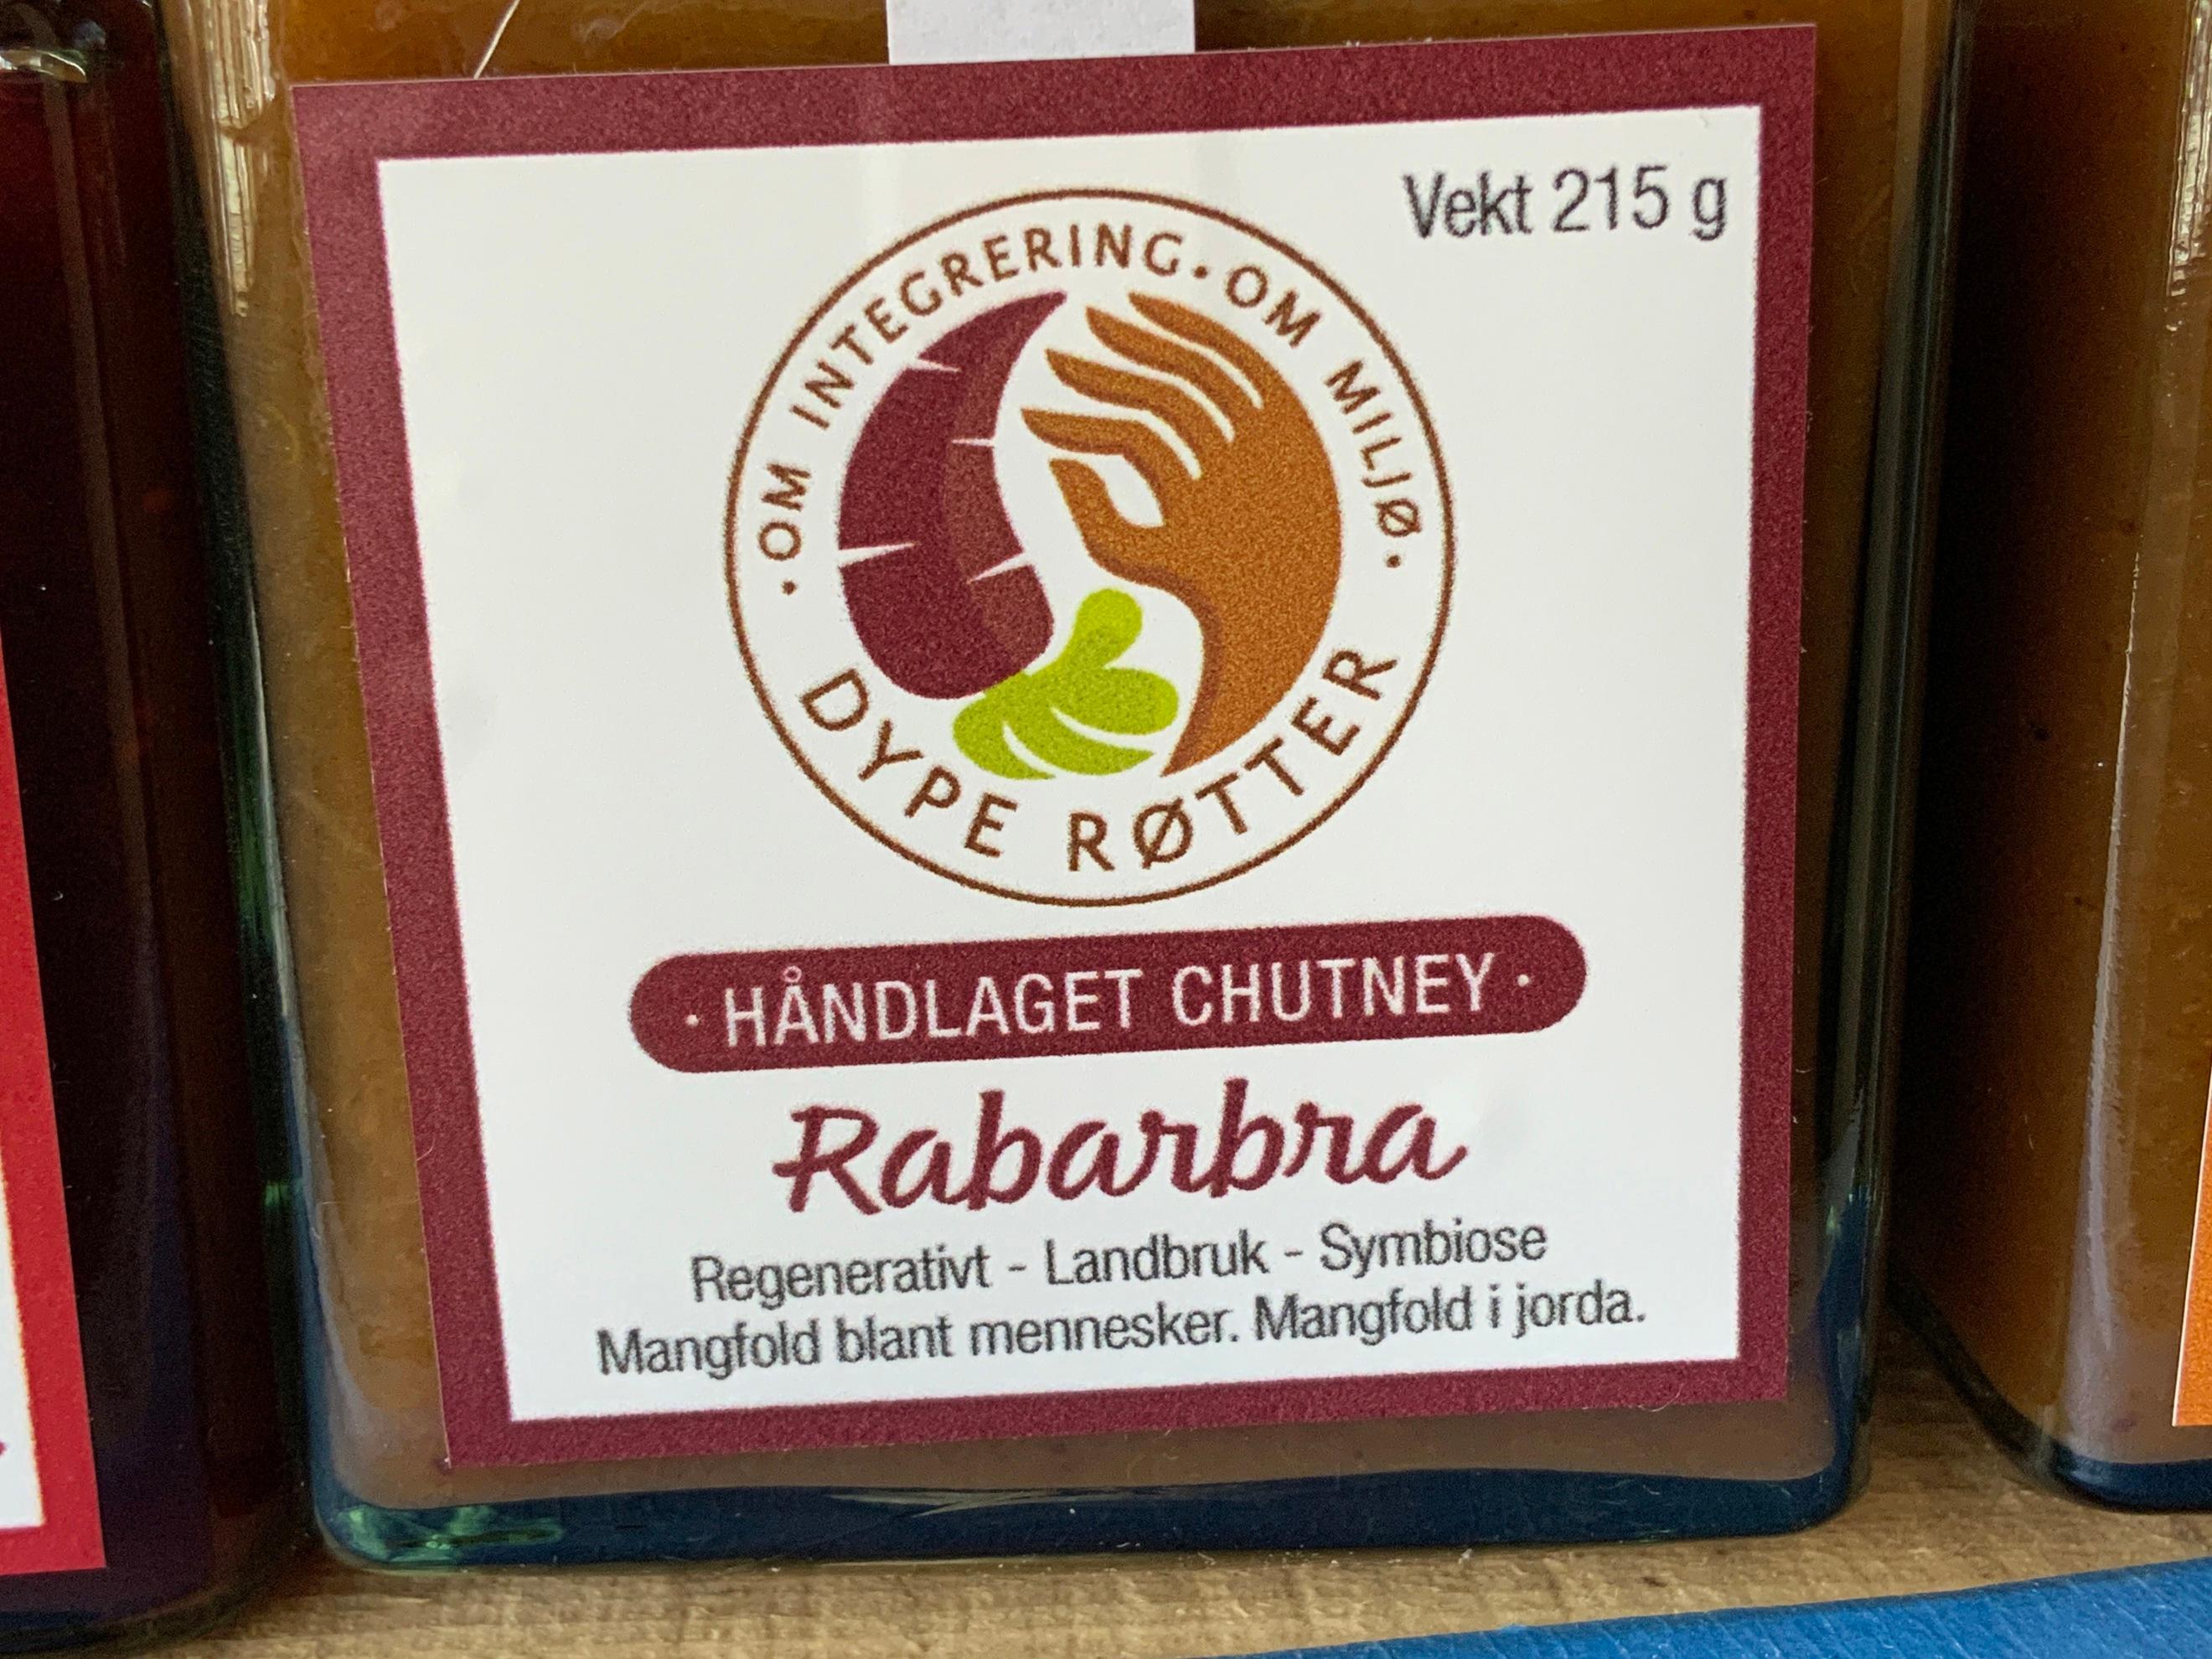 Vekt 215 g
· OM INTEGRERING · OM MILJØ ·
DYPE RØTTER
· HÅNDLAGET CHUTNEY ·
Rabarbra
Regenerativt - Landbruk - Symbiose
Mangfold blant mennesker. Mangfold i jorda.